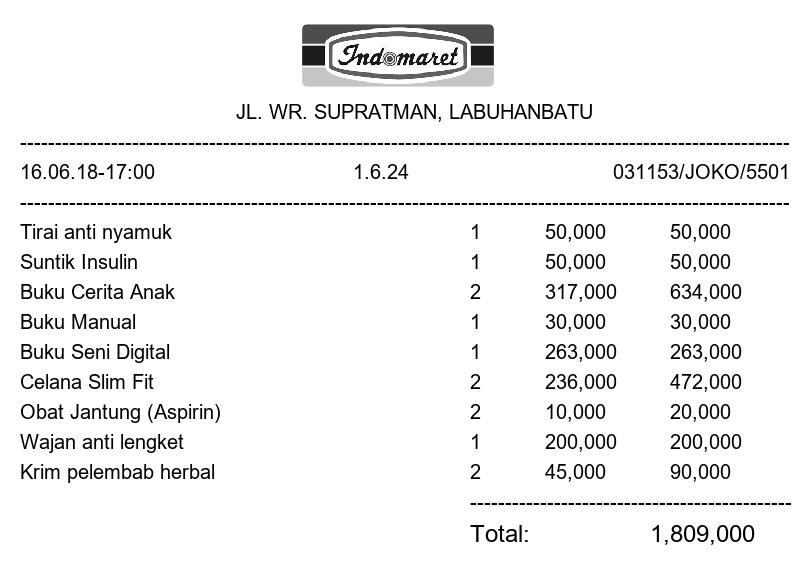 Indomaret
JL. WR. SUPRATMAN, LABUHANBATU
16.06.18-17:00 1.6.24 031153/JOKO/5501
Tirai anti nyamuk 1 50,000 50,000
Suntik Insulin 1 50,000 50,000
Buku Cerita Anak 2 317,000 634,000
Buku Manual 1 30,000 30,000
Buku Seni Digital 1 263,000 263,000
Celana Slim Fit 2 236,000 472,000
Obat Jantung (Aspirin) 2 10,000 20,000
Wajan anti lengket 1 200,000 200,000
Krim pelembab herbal 2 45,000 90,000
Total: 1,809,000